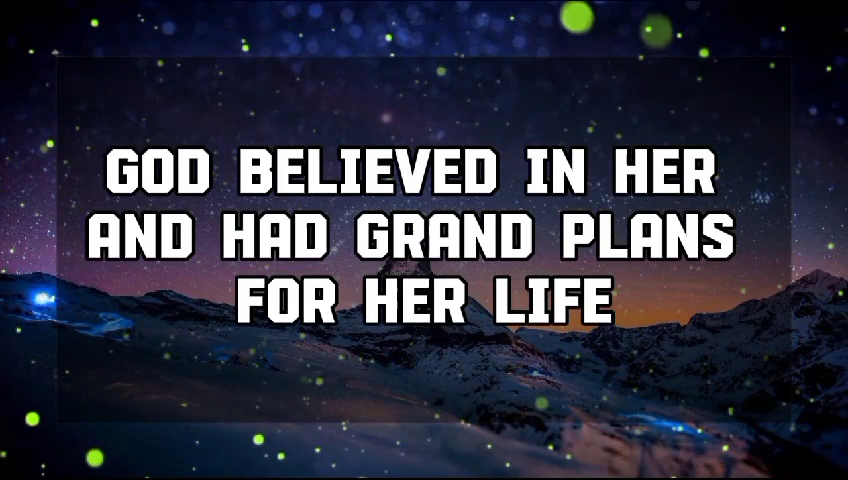 GOD BELIEVED IN HER
AND HAD GRAND PLANS
FOR HER LIFE